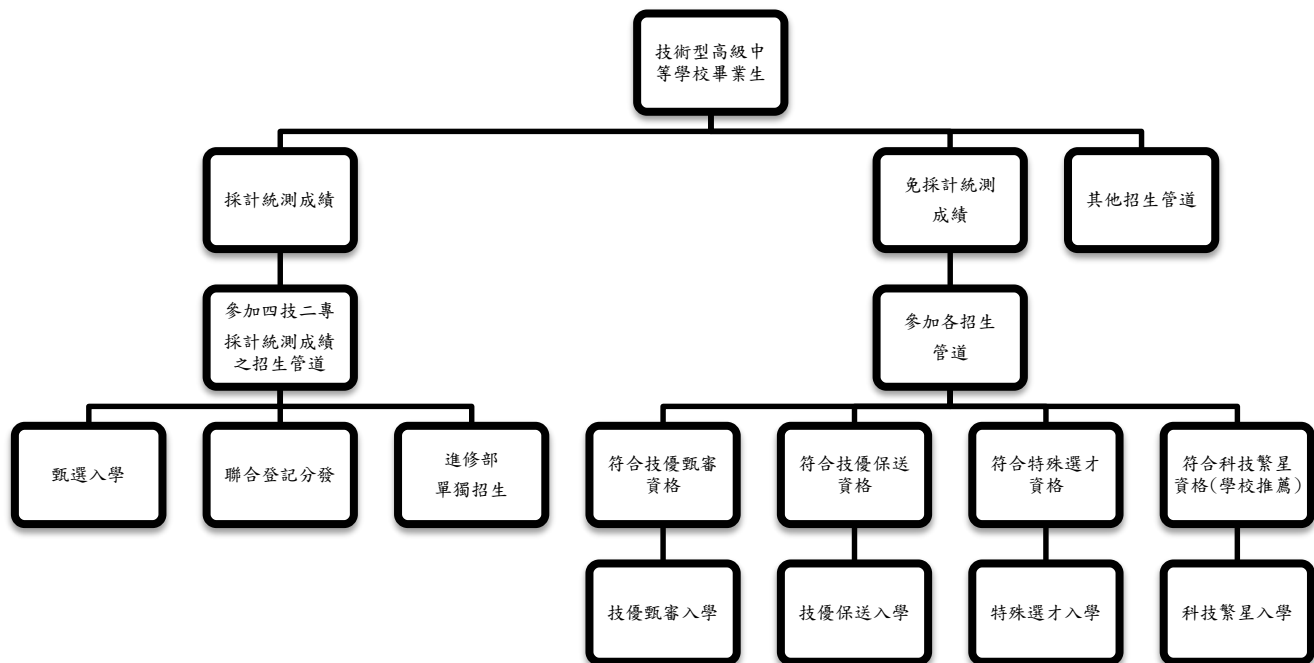 技術型高級中
等學校畢業生
採計統測成績
免採計統測
成績
其他招生管道
參加四技二專
採計統測成績
之招生管道
參加各招生
管道
甄選入學
聯合登記分發
進修部
單獨招生
符合技優甄審
資格
符合技優保送
資格
符合特殊選才
資格
符合科技繁星
資格(學校推薦)
技優甄審入學
技優保送入學
特殊選才入學
科技繁星入學